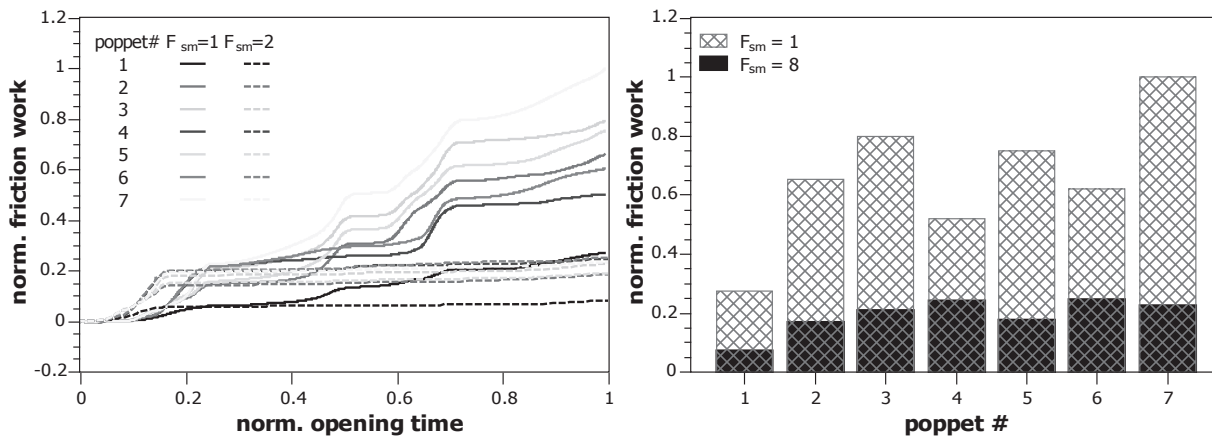 norm. friction work
1.2
1
0.8
0.6
0.4
0.2
0
-0.2
poppet# F sm=1 F sm=2
1
2
3
4
5
6
7
0 0.2 0.4 0.6 0.8 1
norm. opening time
norm. friction work
1.2
1
0.8
0.6
0.4
0.2
0
Fsm = 1
Fsm = 8
1 2 3 4 5 6 7
poppet #